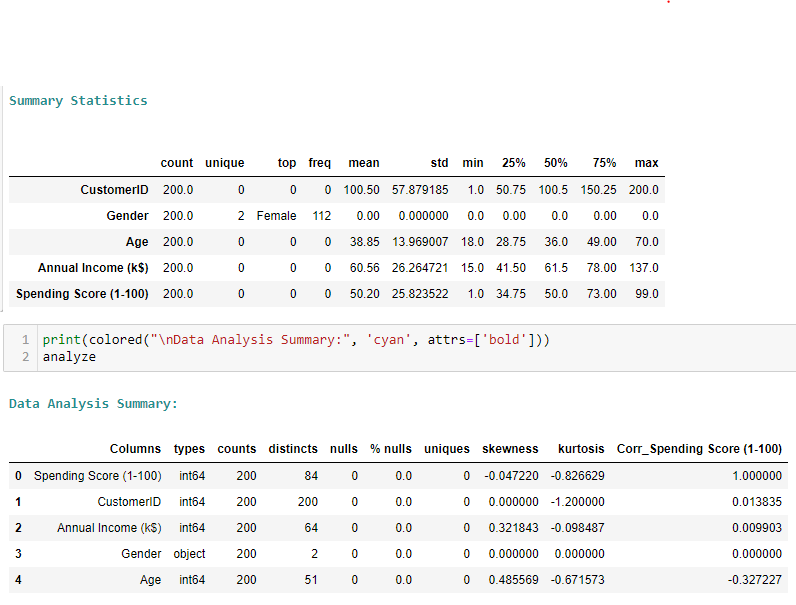 Summary Statistics
count unique top freq mean std min 25% 50% 75% max
CustomerID 200.0 0 0 0 100.50 57.879185 1.0 50.75 100.5 150.25 200.0
Gender 200.0 2 Female 112 0.00 0.000000 0.0 0.00 0.0 0.00 0.0
Age 200.0 0 0 0 38.85 13.969007 18.0 28.75 36.0 49.00 70.0
Annual Income (k$) 200.0 0 0 0 60.56 26.264721 15.0 41.50 61.5 78.00 137.0
Spending Score (1-100) 200.0 0 0 0 50.20 25.823522 1.0 34.75 50.0 73.00 99.0
1 print(colored("\nData Analysis Summary:", 'cyan', attrs=['bold']))
2 analyze
Data Analysis Summary:
Columns types counts distincts nulls % nulls uniques skewness kurtosis Corr_Spending Score (1-100)
0 Spending Score (1-100) int64 200 84 0 0.0 0 -0.047220 -0.826629 1.000000
1 CustomerID int64 200 200 0 0.0 0 0.000000 -1.200000 0.013835
2 Annual Income (k$) int64 200 64 0 0.0 0 0.321843 -0.098487 0.009903
3 Gender object 200 2 0 0.0 0 0.000000 0.000000 0.000000
4 Age int64 200 51 0 0.0 0 0.485569 -0.671573 -0.327227